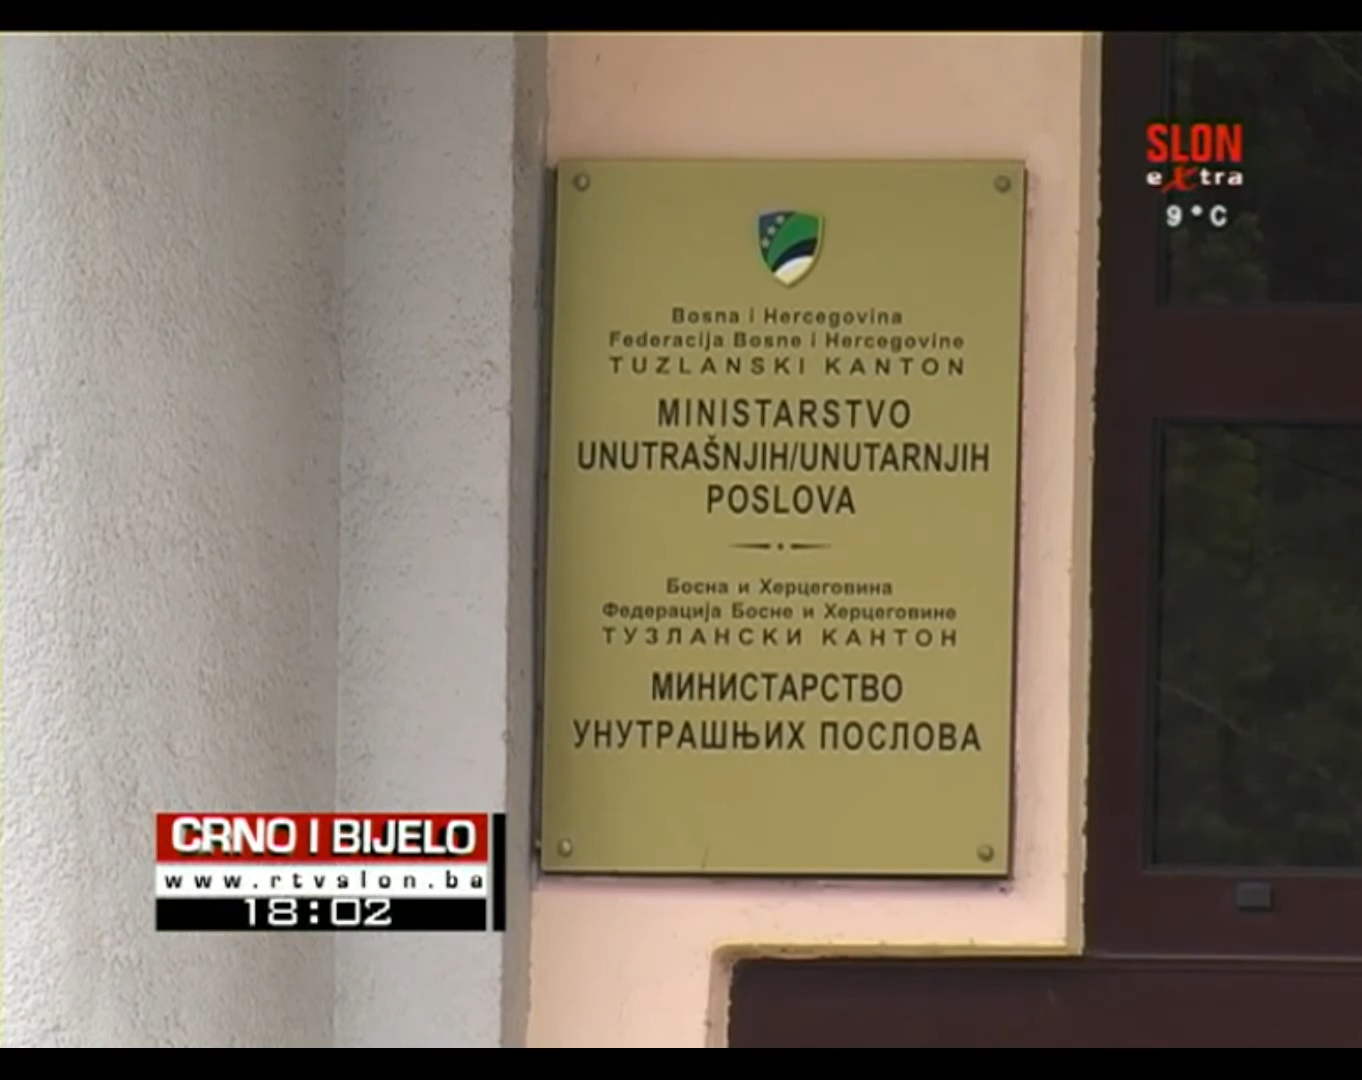 SLON
extra
9°C
Bosna i Hercegovina
Federacija Bosne i Hercegovine
TUZLANSKI KANTON
MINISTARSTVO
UNUTRAŠNJIH/UNUTARNJIH
POSLOVA
Босна и Херцеговина
Федерација Босне и Херцеговине
ТУЗЛАНСКИ КАНТОН
МИНИСТАРСТВО
УНУТРАШЊИХ ПОСЛОВА
CRNO I BIJELO
www.rtvslon.ba
18:02